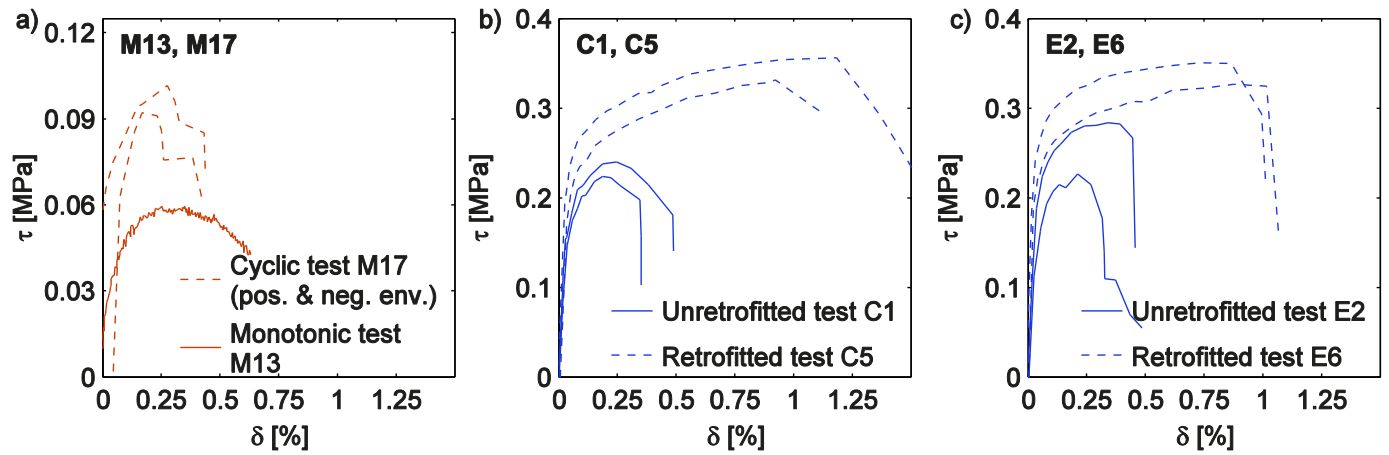 a)
M13, M17
τ [MPa]
0.12
0.09
0.06
0.03
0
Cyclic test M17
(pos. & neg. env.)
Monotonic test
M13
0 0.25 0.5 0.75 1 1.25
δ [%]
b)
C1, C5
τ [MPa]
0.4
0.3
0.2
0.1
0
Unretrofitted test C1
Retrofitted test C5
0 0.25 0.5 0.75 1 1.25
δ [%]
c)
E2, E6
τ [MPa]
0.4
0.3
0.2
0.1
0
Unretrofitted test E2
Retrofitted test E6
0 0.25 0.5 0.75 1 1.25
δ [%]